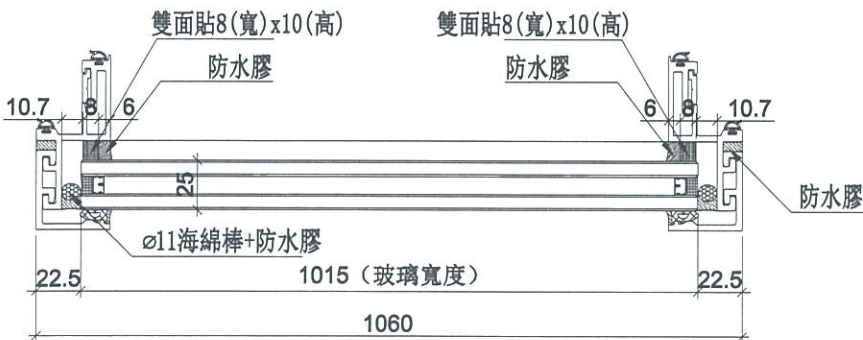 雙面貼8(寬)x10(高)
雙面貼8(寬)x10(高)
防水膠
防水膠
10.7
8
6
6
8
10.7
25
防水膠
ø11海綿棒+防水膠
22.5
1015（玻璃寬度）
22.5
1060